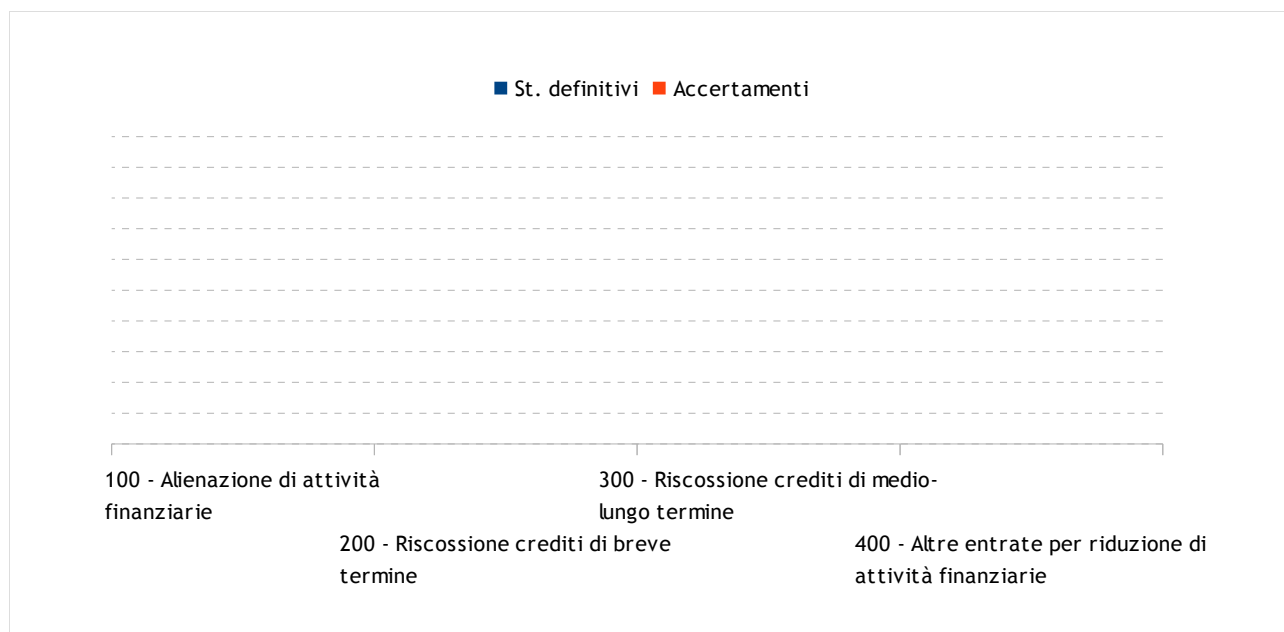 St. definitivi Accertamenti
100 - Alienazione di attività
finanziarie
200 - Riscossione crediti di breve
termine
300 - Riscossione crediti di medio-
lungo termine
400 - Altre entrate per riduzione di
attività finanziarie